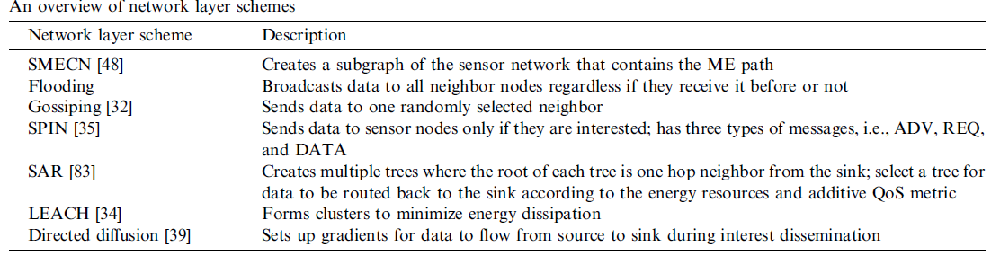 An overview of network layer schemes
Network layer scheme Description
SMECN [48] Creates a subgraph of the sensor network that contains the ME path
Flooding Broadcasts data to all neighbor nodes regardless if they receive it before or not
Gossiping [32] Sends data to one randomly selected neighbor
SPIN [35] Sends data to sensor nodes only if they are interested; has three types of messages, i.e., ADV, REQ,
and DATA
SAR [83] Creates multiple trees where the root of each tree is one hop neighbor from the sink; select a tree for
data to be routed back to the sink according to the energy resources and additive QoS metric
LEACH [34] Forms clusters to minimize energy dissipation
Directed diffusion [39] Sets up gradients for data to flow from source to sink during interest dissemination